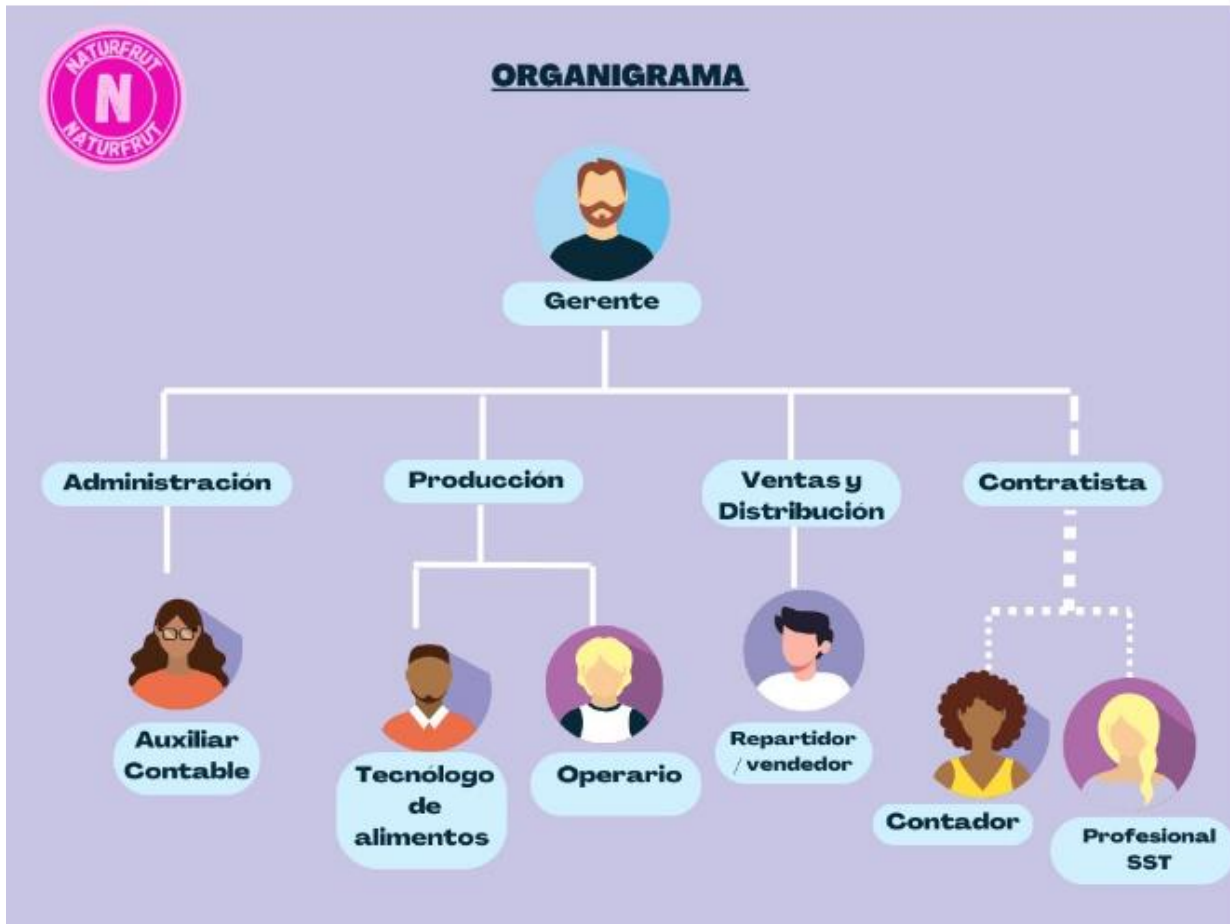 NATURFRUT
N
NATURFRUT
ORGANIGRAMA
Gerente
Administración
Producción
Ventas y
Distribución
Contratista
Auxiliar
Contable
Tecnólogo
de
alimentos
Operario
Repartidor
/ vendedor
Contador
Profesional
SST